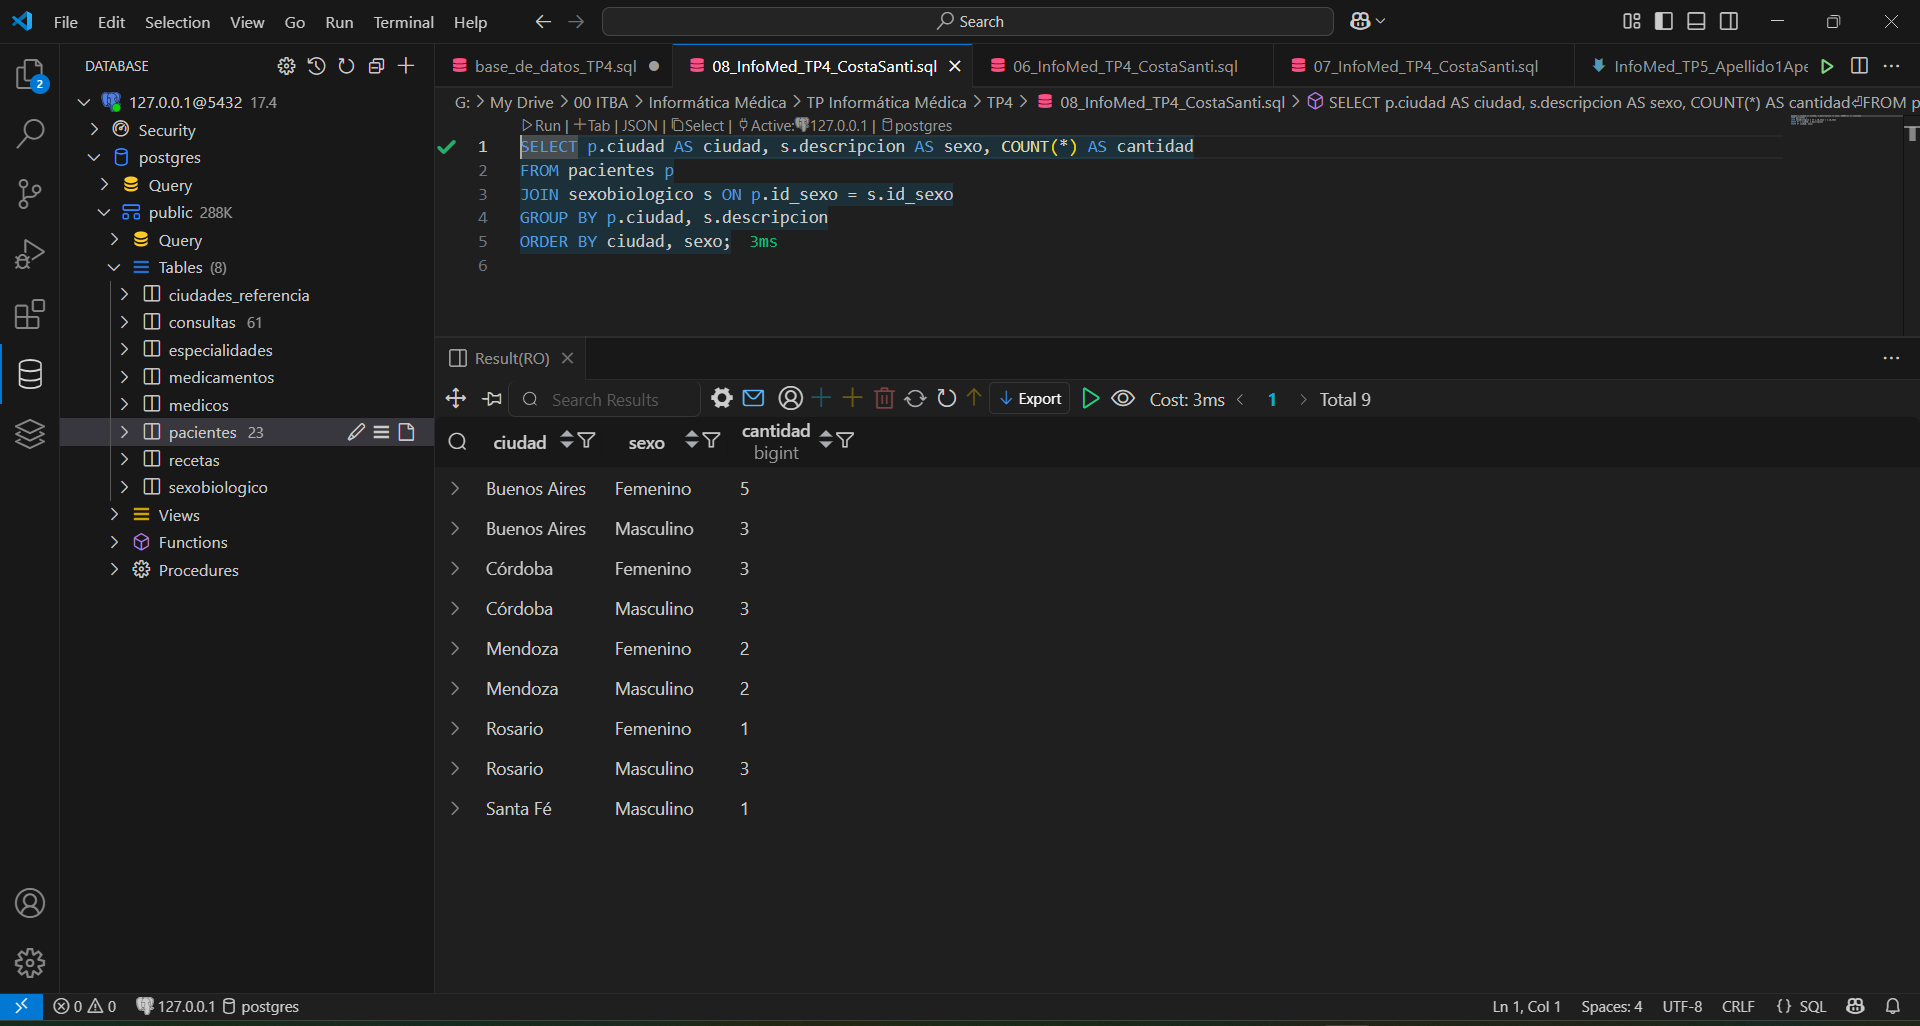 File Edit Selection View Go Run Terminal Help
Search
2
DATABASE
127.0.0.1@5432 17.4
Security
postgres
Query
public 288K
Query
Tables (8)
ciudades_referencia
consultas 61
especialidades
medicamentos
medicos
pacientes 23
recetas
sexobiologico
Views
Functions
Procedures
base_de_datos_TP4.sql
08_InfoMed_TP4_CostaSanti.sql
06_InfoMed_TP4_CostaSanti.sql
07_InfoMed_TP4_CostaSanti.sql
InfoMed_TP5_Apellido1Ape
G: > My Drive > 00 ITBA > Informática Médica > TP Informática Médica > TP4 > 08_InfoMed_TP4_CostaSanti.sql > SELECT p.ciudad AS ciudad, s.descripcion AS sexo, COUNT(*) AS cantidad⏎FROM p
Run | +Tab | JSON | Select | Active: 127.0.0.1 | postgres
1 SELECT p.ciudad AS ciudad, s.descripcion AS sexo, COUNT(*) AS cantidad
2 FROM pacientes p
3 JOIN sexobiologico s ON p.id_sexo = s.id_sexo
4 GROUP BY p.ciudad, s.descripcion
5 ORDER BY ciudad, sexo; 3ms
6
Result(RO)
Search Results
Export
Cost: 3ms < 1 > Total 9
ciudad sexo cantidad
bigint
Buenos Aires Femenino 5
Buenos Aires Masculino 3
Córdoba Femenino 3
Córdoba Masculino 3
Mendoza Femenino 2
Mendoza Masculino 2
Rosario Femenino 1
Rosario Masculino 3
Santa Fé Masculino 1
0 0 127.0.0.1 postgres
Ln 1, Col 1 Spaces: 4 UTF-8 CRLF {} SQL